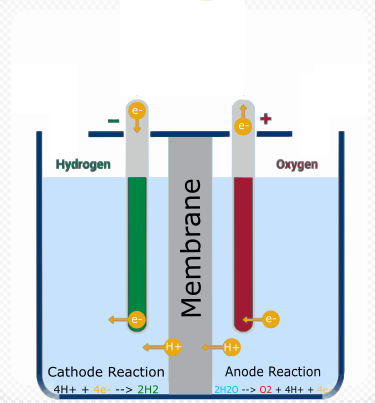 e-
− +
e-
Hydrogen Oxygen
Membrane
e- e-
H+ H+
Cathode Reaction Anode Reaction
4H+ + 4e- --> 2H2 2H2O --> O2 + 4H+ + 4e-